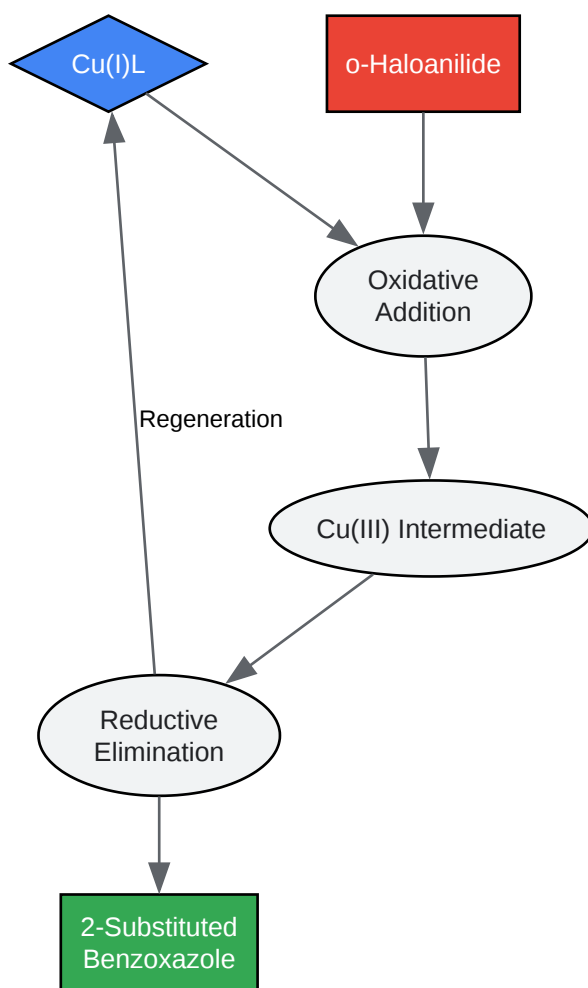 Cu(I)L
o-Haloanilide
Oxidative
Addition
Regeneration
Cu(III) Intermediate
Reductive
Elimination
2-Substituted
Benzoxazole